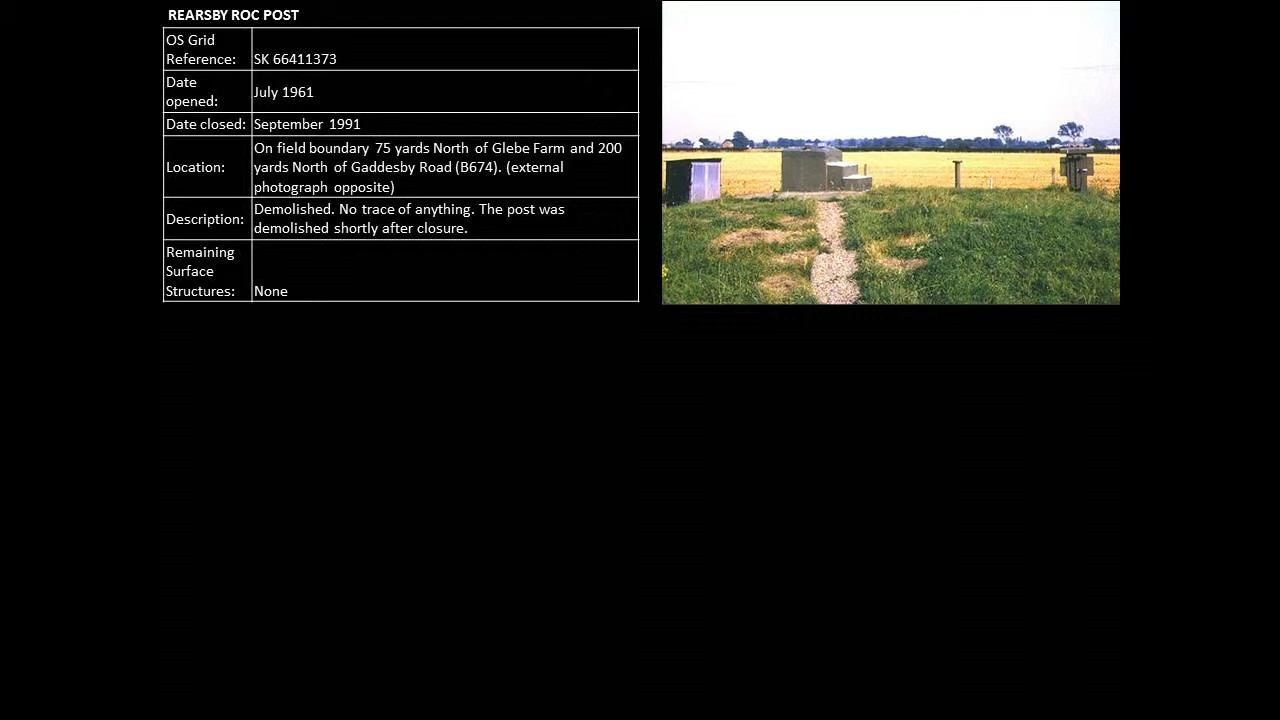 REARSBY ROC POST
OS Grid
Reference: SK 66411373
Date
opened: July 1961
Date closed: September 1991
Location: On field boundary 75 yards North of Glebe Farm and 200
yards North of Gaddesby Road (B674). (external
photograph opposite)
Description: Demolished. No trace of anything. The post was
demolished shortly after closure.
Remaining
Surface
Structures: None